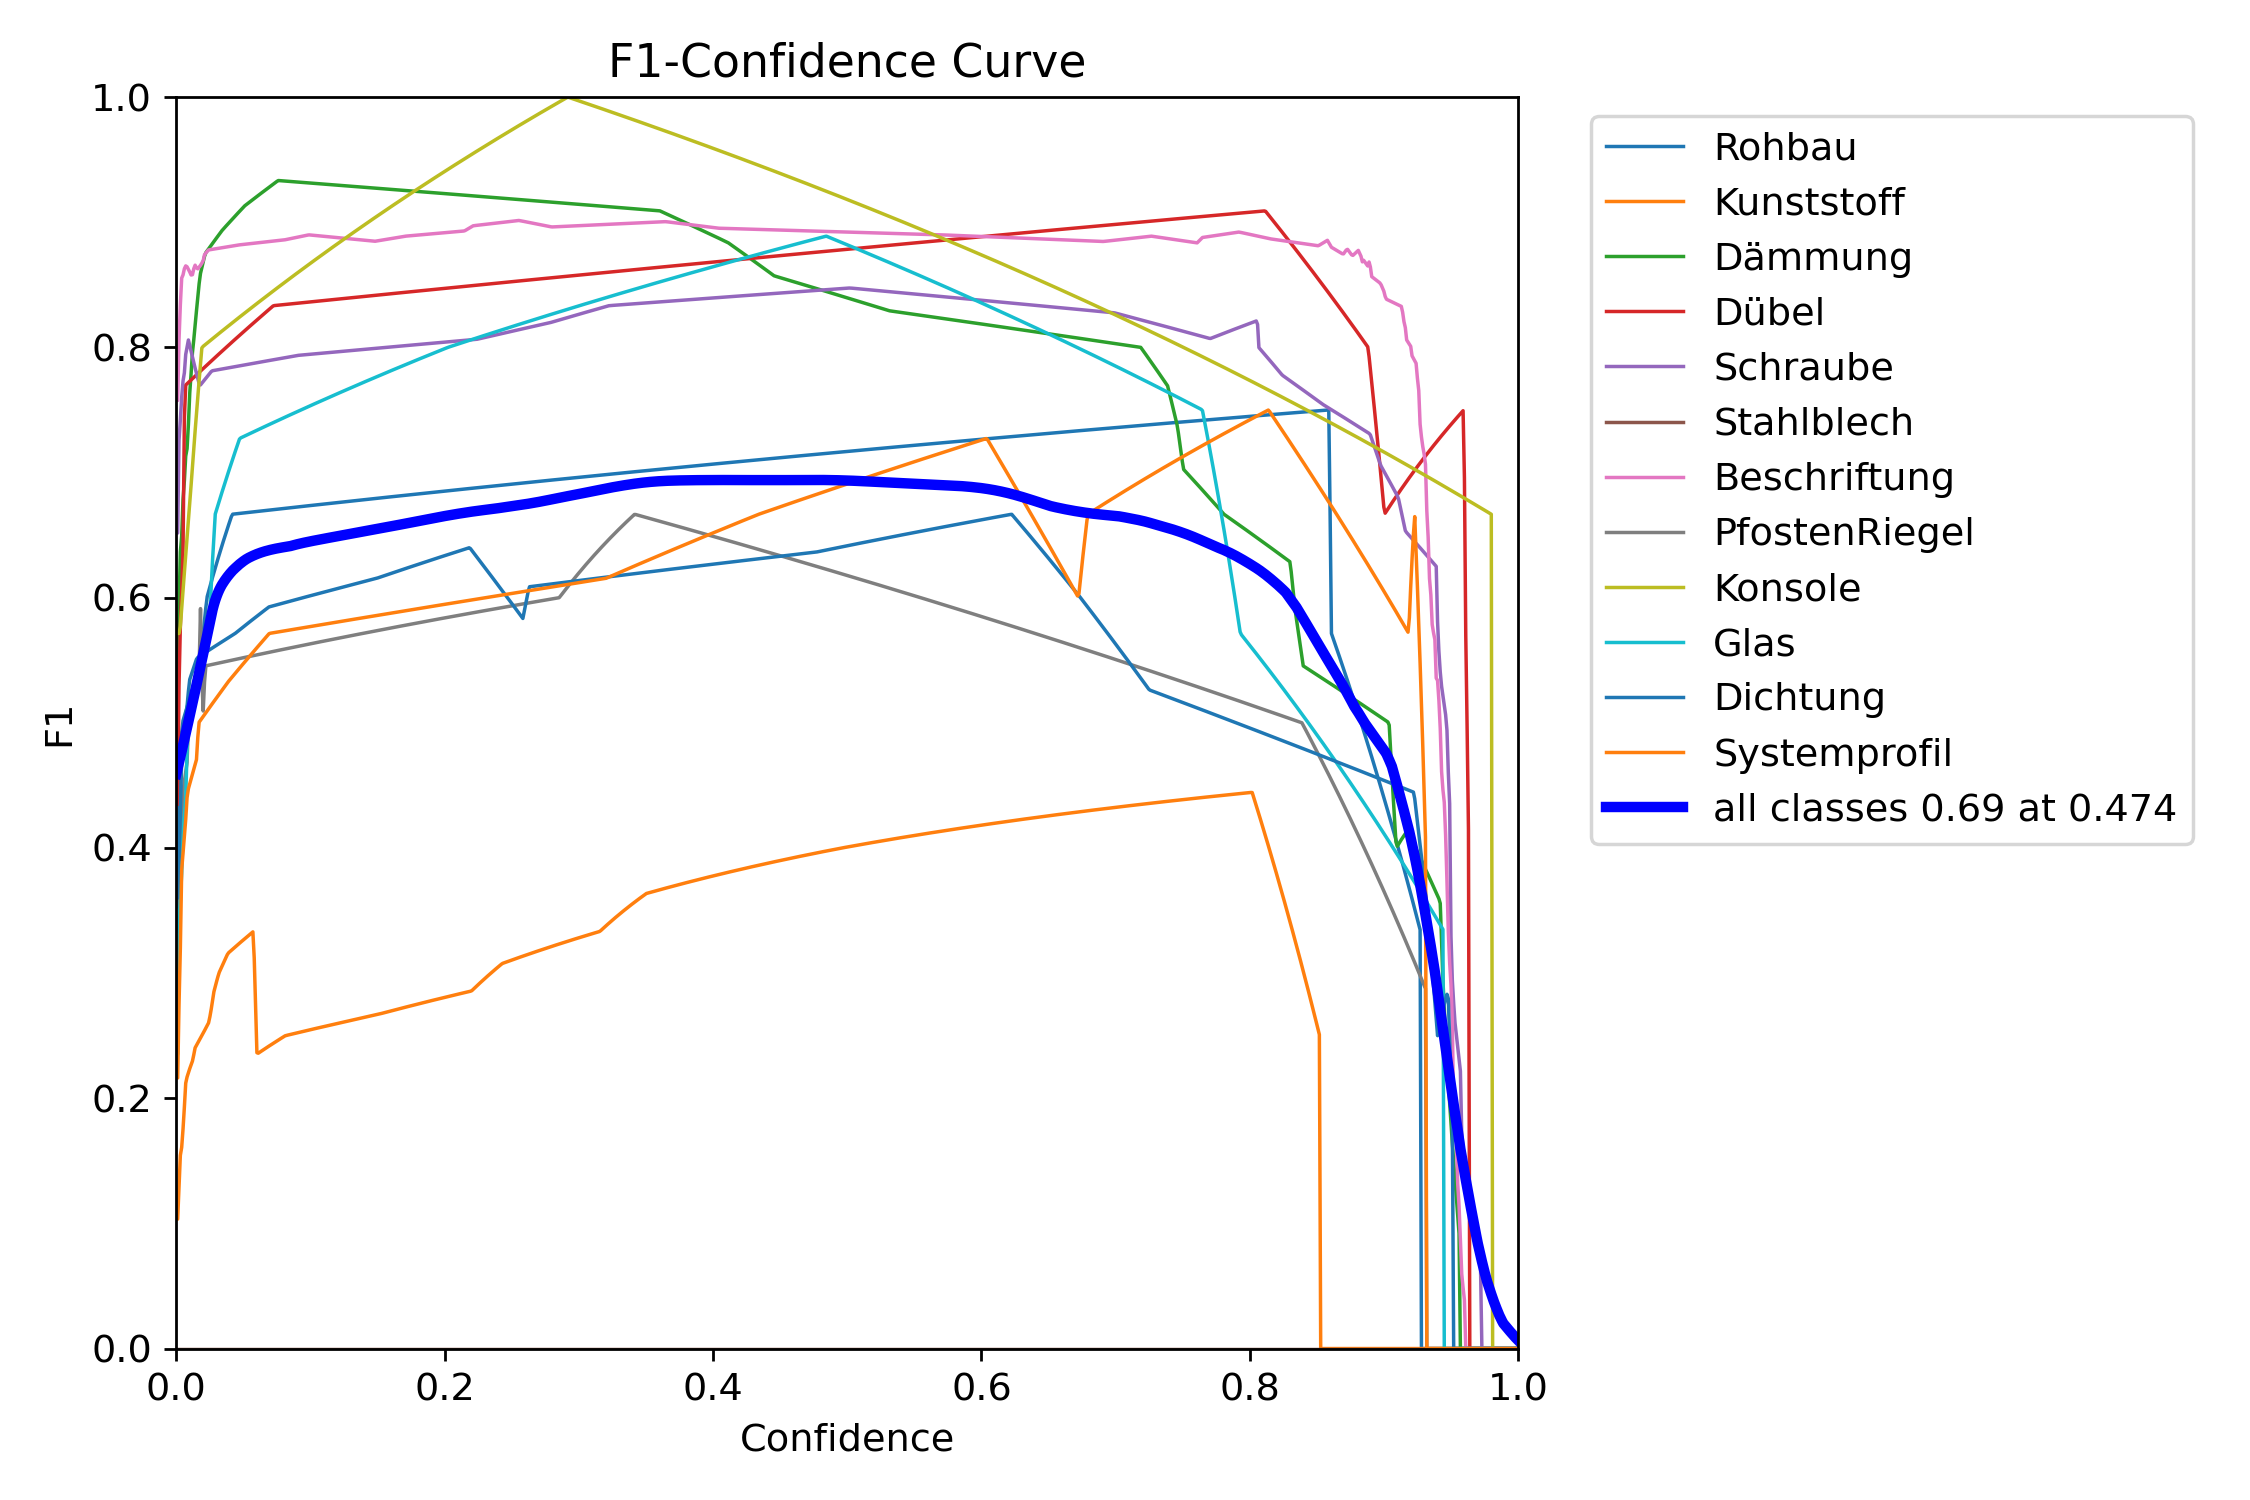 F1-Confidence Curve
1.0
0.8
0.6
0.4
0.2
0.0
F1
0.0 0.2 0.4 0.6 0.8 1.0
Confidence
Rohbau
Kunststoff
Dämmung
Dübel
Schraube
Stahlblech
Beschriftung
PfostenRiegel
Konsole
Glas
Dichtung
Systemprofil
all classes 0.69 at 0.474